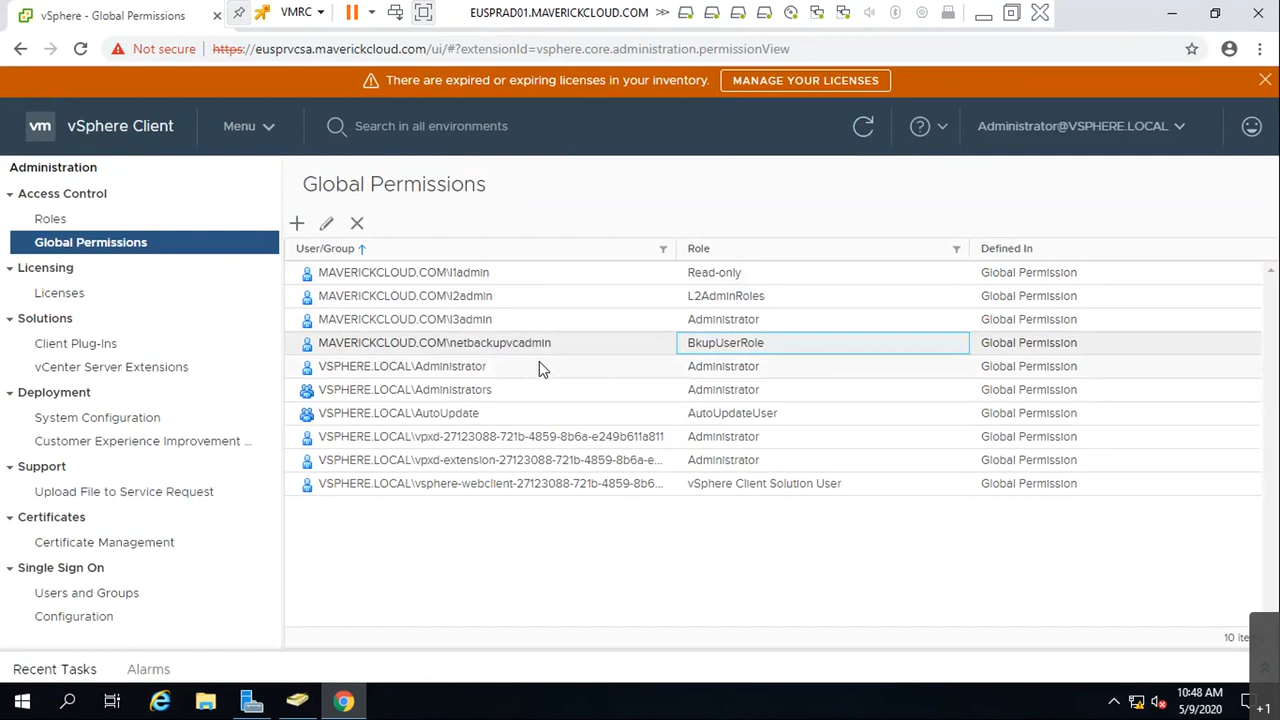 vSphere - Global Permissions
VMRC
EUSPRAD01.MAVERICKCLOUD.COM
Not secure
https://eusprvcsa.maverickcloud.com/ui/#?extensionId=vsphere.core.administration.permissionView
There are expired or expiring licenses in your inventory.
MANAGE YOUR LICENSES
vm vSphere Client
Menu
Search in all environments
Administrator@VSPHERE.LOCAL
Administration
Access Control
Roles
Global Permissions
Licensing
Licenses
Solutions
Client Plug-Ins
vCenter Server Extensions
Deployment
System Configuration
Customer Experience Improvement ...
Support
Upload File to Service Request
Certificates
Certificate Management
Single Sign On
Users and Groups
Configuration
Global Permissions
User/Group Role Defined In
MAVERICKCLOUD.COM\l1admin Read-only Global Permission
MAVERICKCLOUD.COM\l2admin L2AdminRoles Global Permission
MAVERICKCLOUD.COM\l3admin Administrator Global Permission
MAVERICKCLOUD.COM\netbackupvcadmin BkupUserRole Global Permission
VSPHERE.LOCAL\Administrator Administrator Global Permission
VSPHERE.LOCAL\Administrators Administrator Global Permission
VSPHERE.LOCAL\AutoUpdate AutoUpdateUser Global Permission
VSPHERE.LOCAL\vpxd-27123088-721b-4859-8b6a-e249b611a811 Administrator Global Permission
VSPHERE.LOCAL\vpxd-extension-27123088-721b-4859-8b6a-e... Administrator Global Permission
VSPHERE.LOCAL\vsphere-webclient-27123088-721b-4859-8b6... vSphere Client Solution User Global Permission
10
Recent Tasks
Alarms
10:48 AM
5/9/2020
+1